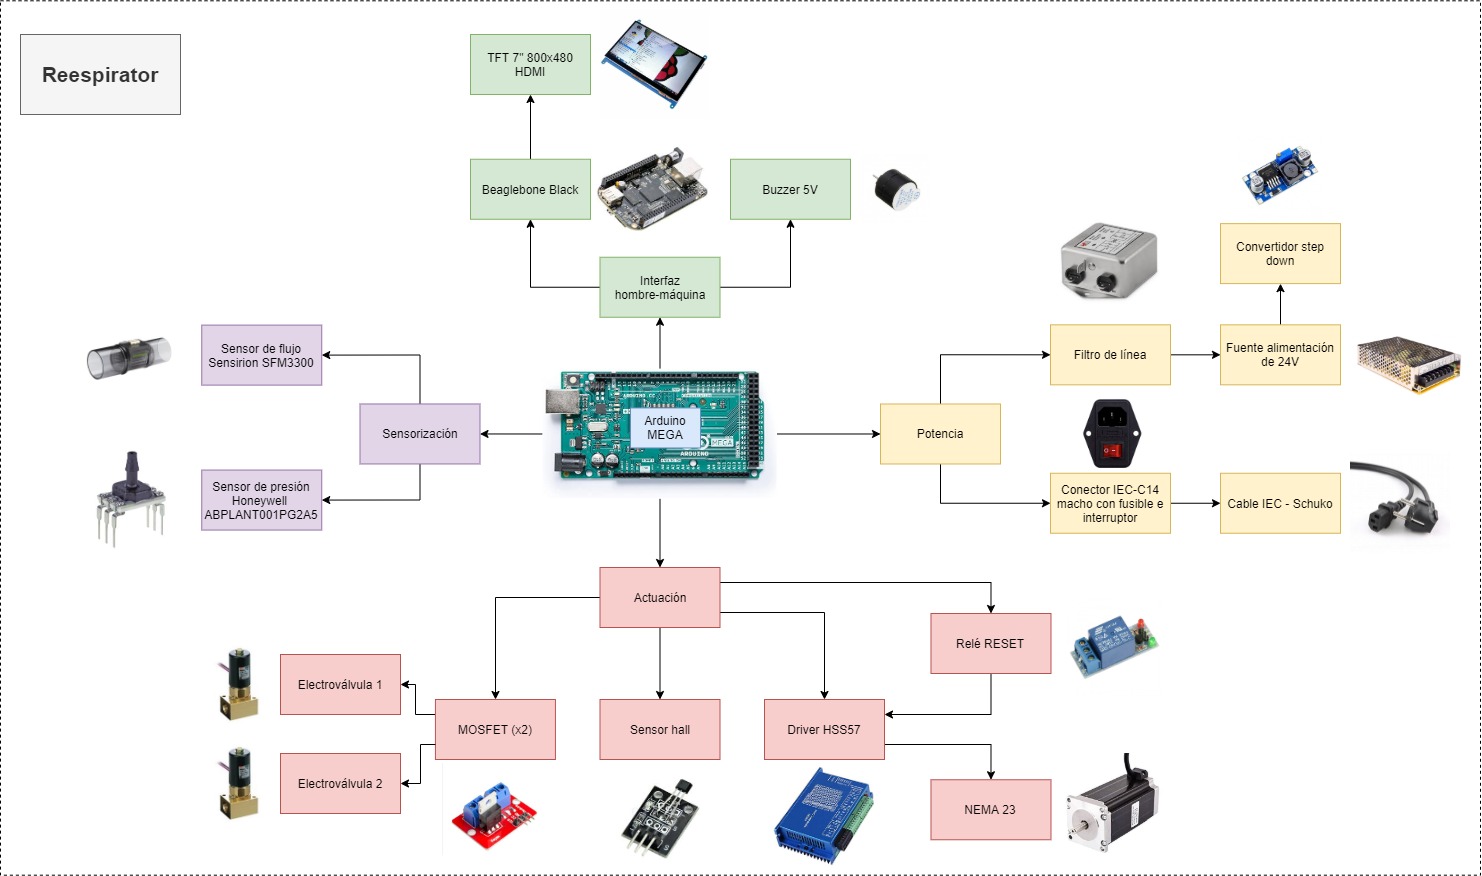 Reespirator
TFT 7" 800x480
HDMI
Beaglebone Black
Buzzer 5V
Interfaz
hombre-máquina
Convertidor step
down
Sensor de flujo
Sensirion SFM3300
Filtro de línea
Fuente alimentación
de 24V
Sensorización
Arduino
MEGA
MEGA
ARDUINO
Potencia
Sensor de presión
Honeywell
ABPLANT001PG2A5
Conector IEC-C14
macho con fusible e
interruptor
Cable IEC - Schuko
Actuación
Relé RESET
Electroválvula 1
MOSFET (x2)
Sensor hall
Driver HSS57
Electroválvula 2
NEMA 23